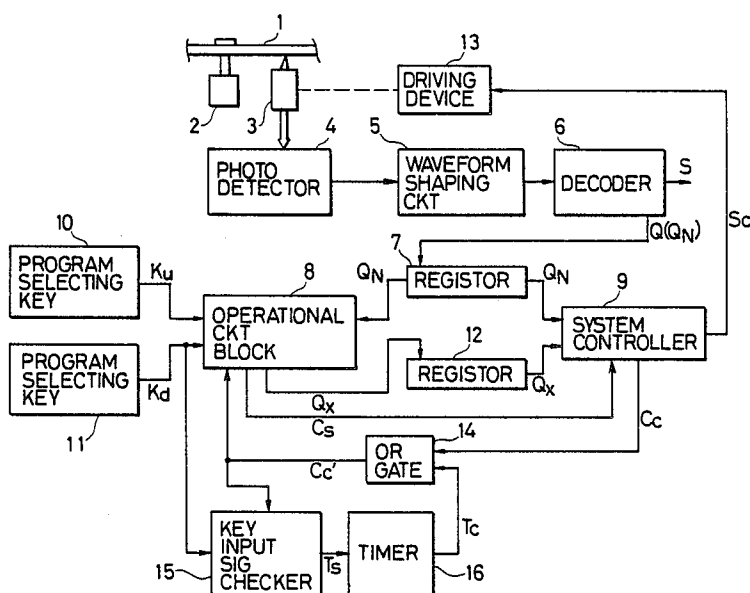 1
13
DRIVING
DEVICE
2
3
4
5
6
PHOTO
DETECTOR
WAVEFORM
SHAPING
CKT
DECODER
S
Sc
Q(QN)
10
PROGRAM
SELECTING
KEY
Ku
8
OPERATIONAL
CKT
BLOCK
QN
7
REGISTOR
QN
9
SYSTEM
CONTROLLER
PROGRAM
SELECTING
KEY
11
Kd
12
REGISTOR
Qx
Qx
Cs
Cc
14
OR
GATE
Cc'
KEY
INPUT
SIG
CHECKER
15
Ts
TIMER
16
Tc